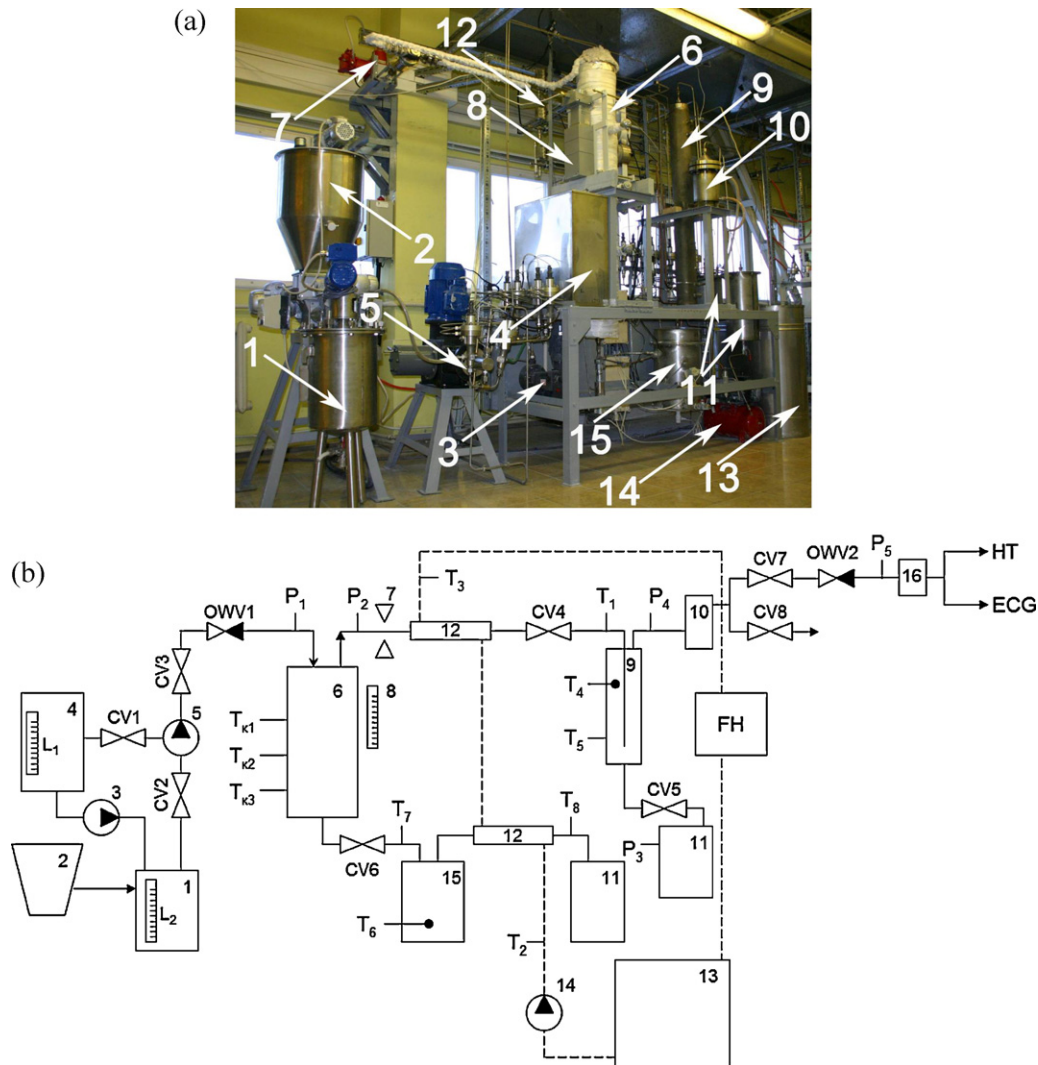 (a)
12
6
7
8
9
10
2
5
4
1
3
15
11
14
13
(b)
T3
CV7 OWV2 P5 HT
16
ECG
CV8
OWV1 P1 P2 7 12 CV4 T1 P4 10
CV3
6 8 9
4 CV1 5 Tк1 T4 FH
L1
Tк2 T5
CV2
3 Tк3 CV5
T7 T8
2 12 11
1 CV6 15 11 P3
L2
T6
T2
14 13